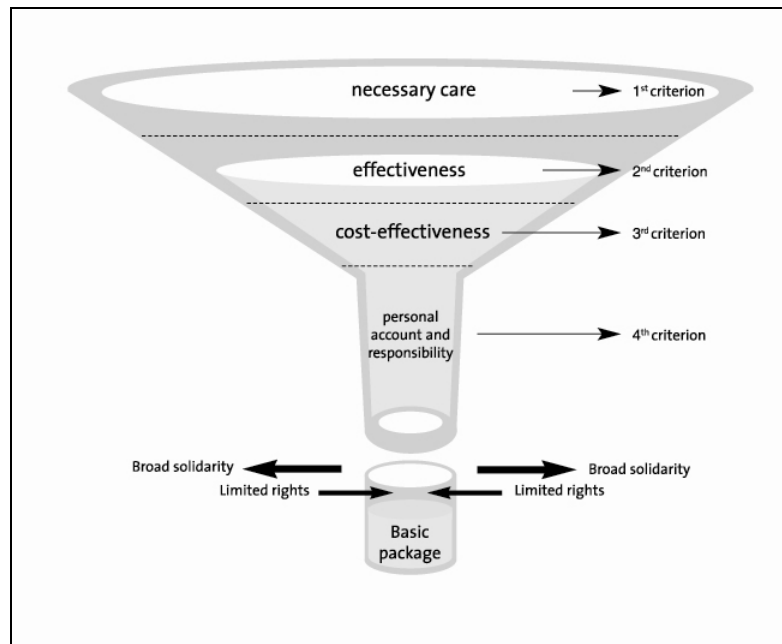 necessary care
1st criterion
effectiveness
2nd criterion
cost-effectiveness
3rd criterion
personal
account and
responsibility
4th criterion
Broad solidarity
Broad solidarity
Limited rights
Limited rights
Basic
package